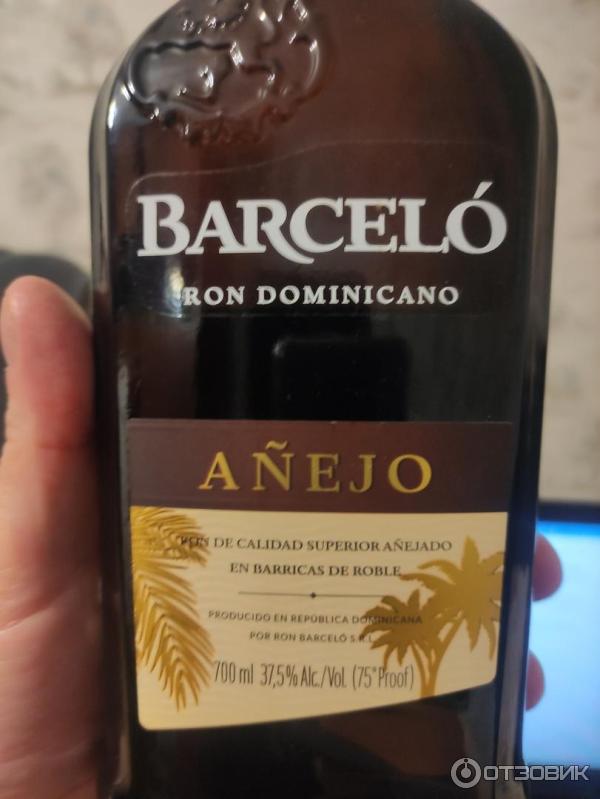 BARCELÓ
RON DOMINICANO
AÑEJO
RON DE CALIDAD SUPERIOR AÑEJADO
EN BARRICAS DE ROBLE
PRODUCIDO EN REPÚBLICA DOMINICANA
POR RON BARCELÓ S.R.L.
700 ml 37,5% Alc./Vol. (75° Proof)
ОТЗОВИК